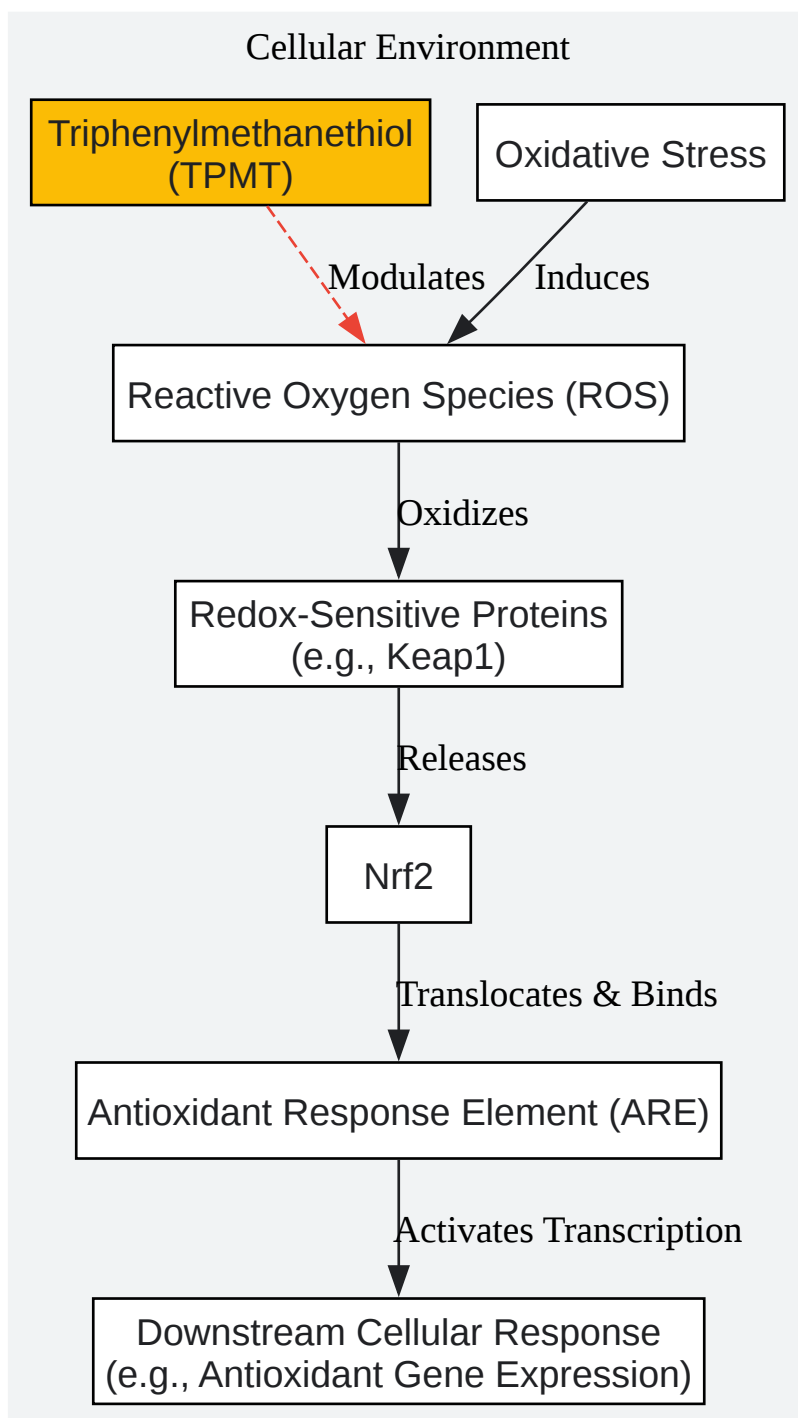 Cellular Environment
Triphenylmethanethiol
(TPMT)
Oxidative Stress
Modulates
Induces
Reactive Oxygen Species (ROS)
Oxidizes
Redox-Sensitive Proteins
(e.g., Keap1)
Releases
Nrf2
Translocates & Binds
Antioxidant Response Element (ARE)
Activates Transcription
Downstream Cellular Response
(e.g., Antioxidant Gene Expression)